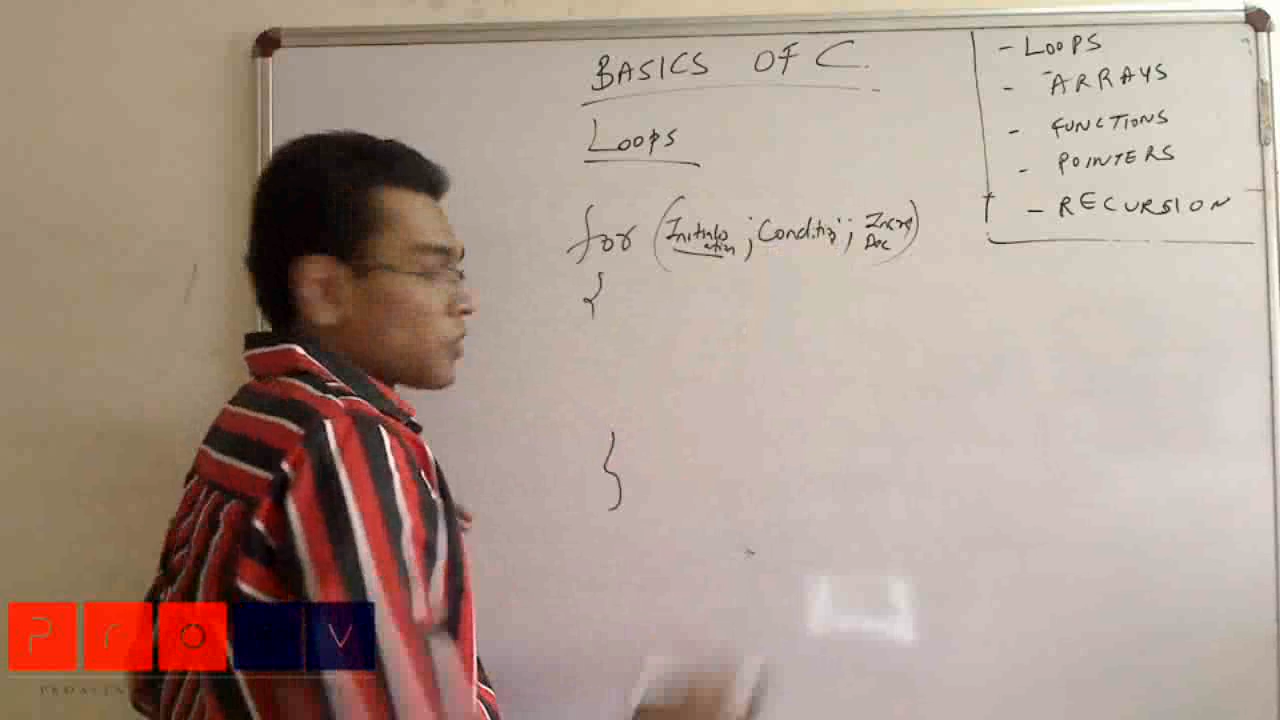 BASICS OF C.
Loops
for (Initialization ; Condition ; Incre
Dec)
{
}
- LOOPS
- ARRAYS
- FUNCTIONS
- POINTERS
- RECURSION
P r o V